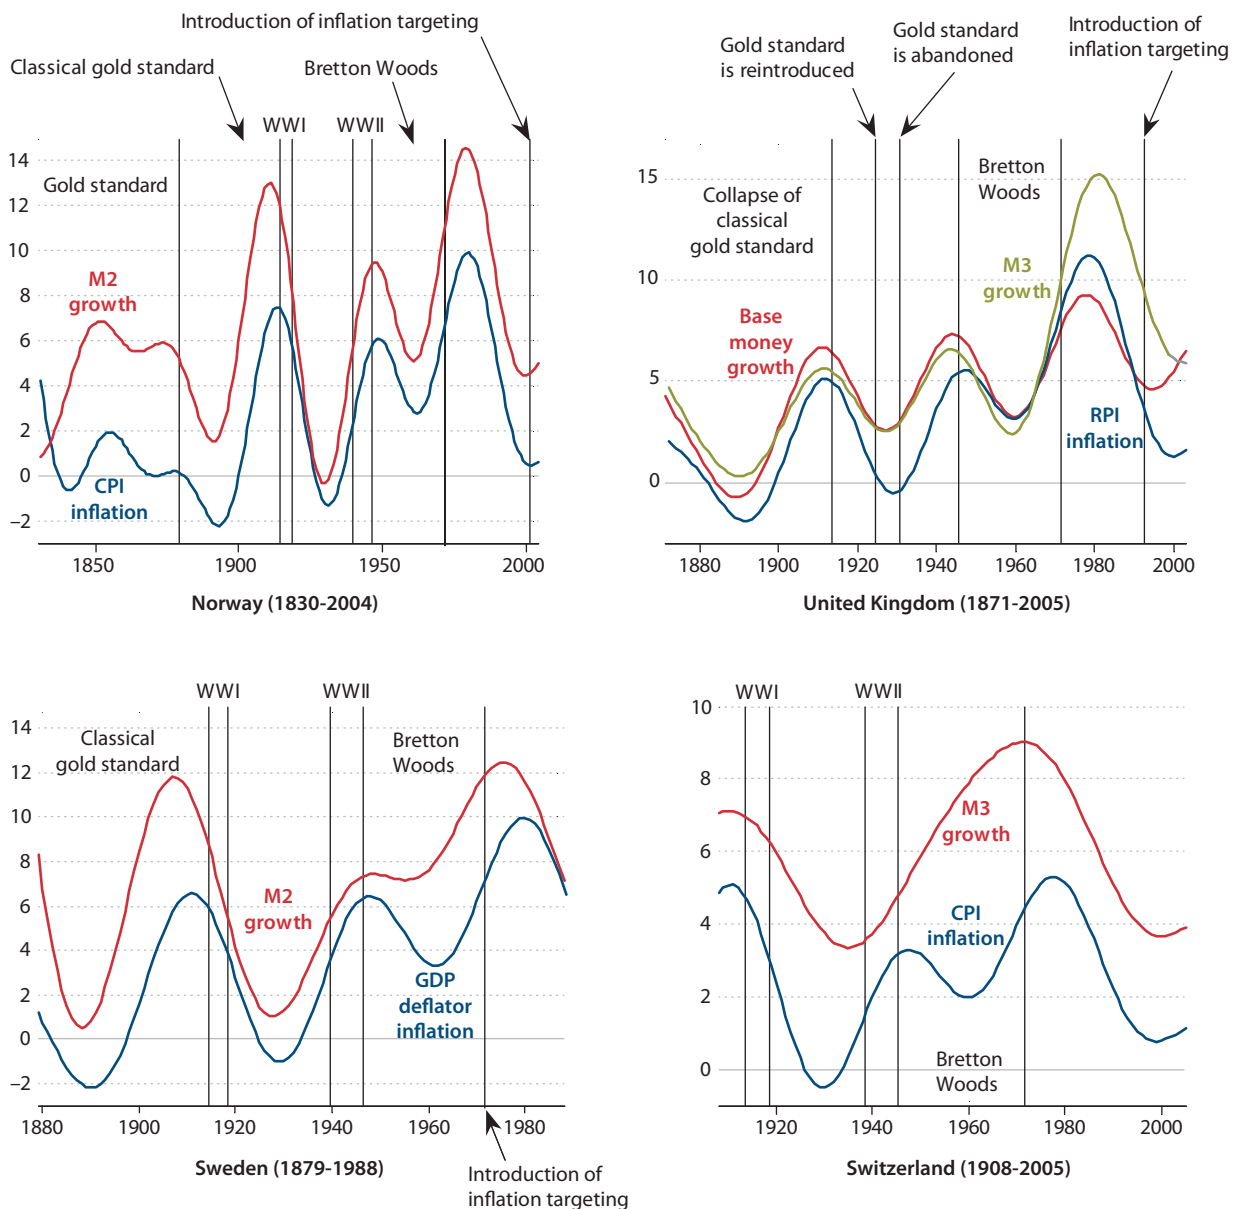 Introduction of inflation targeting
Classical gold standard
Bretton Woods
WWI
WWII
14
12
10
8
6
4
2
0
–2
Gold standard
M2
growth
CPI
inflation
1850
1900
1950
2000
Norway (1830-2004)
Gold standard
is reintroduced
Gold standard
is abandoned
Introduction of
inflation targeting
15
10
5
0
Collapse of
classical
gold standard
Bretton
Woods
M3
growth
Base
money
growth
RPI
inflation
1880
1900
1920
1940
1960
1980
2000
United Kingdom (1871-2005)
WWI
WWII
14
12
10
8
6
4
2
0
–2
Classical
gold standard
Bretton
Woods
M2
growth
GDP
deflator
inflation
1880
1900
1920
1940
1960
1980
Sweden (1879-1988)
Introduction of
inflation targeting
WWI
WWII
10
8
6
4
2
0
M3
growth
CPI
inflation
Bretton
Woods
1920
1940
1960
1980
2000
Switzerland (1908-2005)